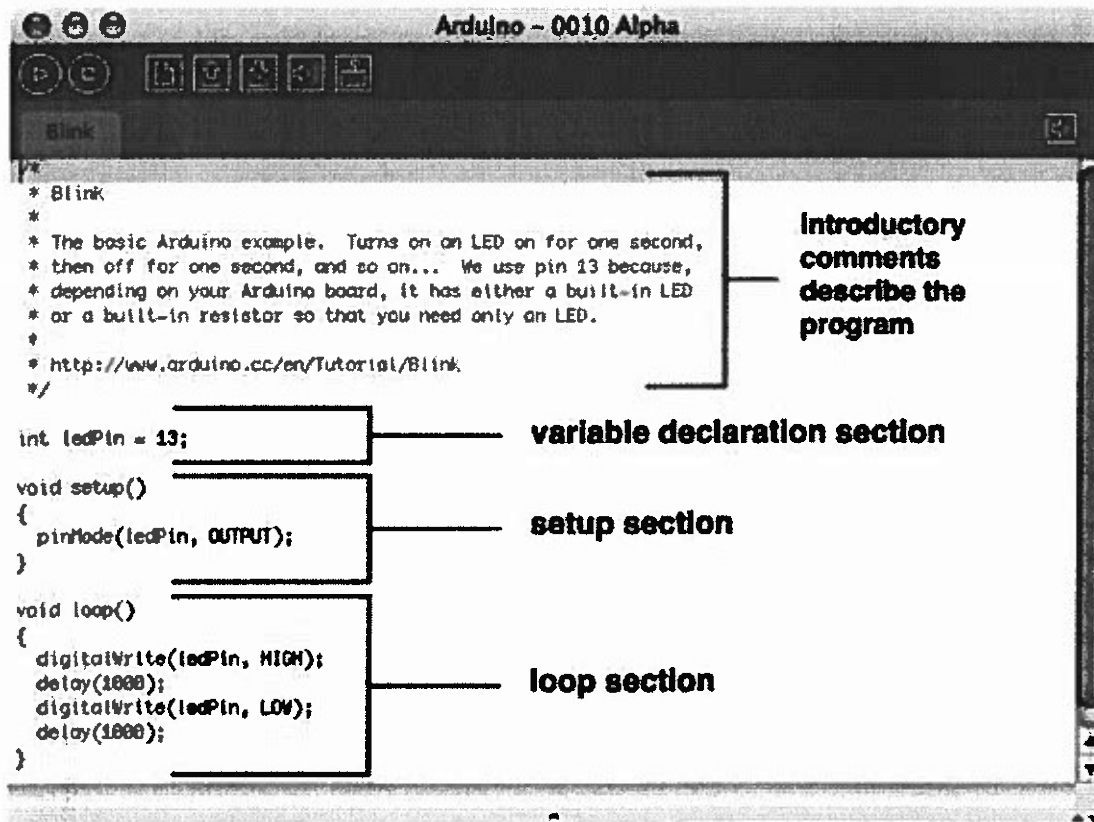 Arduino – 0010 Alpha
Blink
/*
* Blink
*
* The basic Arduino example. Turns on an LED on for one second,
* then off for one second, and so on... We use pin 13 because,
* depending on your Arduino board, it has either a built-in LED
* or a built-in resistor so that you need only an LED.
*
* http://www.arduino.cc/en/Tutorial/Blink
*/
Introductory
comments
describe the
program
int ledPin = 13;
variable declaration section
void setup()
{
pinMode(ledPin, OUTPUT);
}
setup section
void loop()
{
digitalWrite(ledPin, HIGH);
delay(1000);
digitalWrite(ledPin, LOW);
delay(1000);
}
loop section